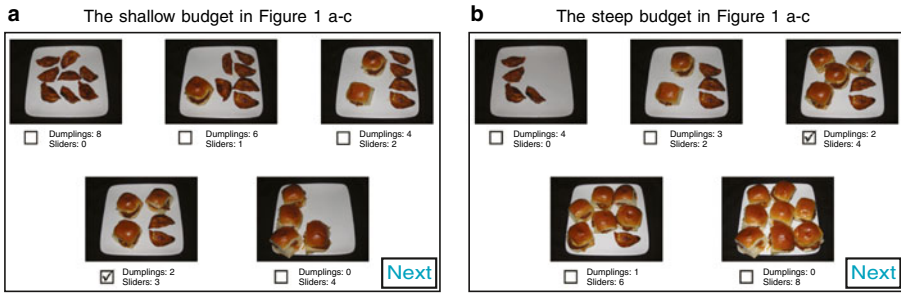 a The shallow budget in Figure 1 a-c
Dumplings: 8
Sliders: 0
Dumplings: 6
Sliders: 1
Dumplings: 4
Sliders: 2
Dumplings: 2
Sliders: 3
Dumplings: 0
Sliders: 4
Next
b The steep budget in Figure 1 a-c
Dumplings: 4
Sliders: 0
Dumplings: 3
Sliders: 2
Dumplings: 2
Sliders: 4
Dumplings: 1
Sliders: 6
Dumplings: 0
Sliders: 8
Next